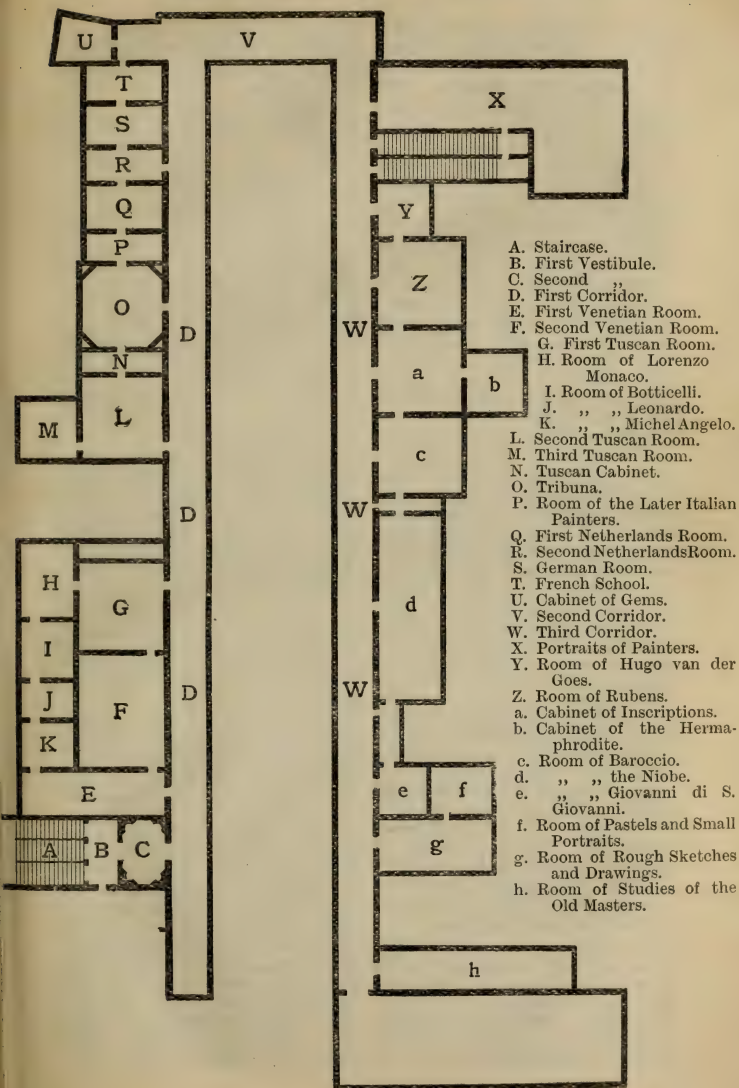 U
V
T
S
R
Q
P
O
N
L
M
D
D
D
H
I
J
K
G
F
E
A
B
C
X
Y
Z
W
W
W
a
b
c
d
e
f
g
h
A. Staircase.
B. First Vestibule.
C. Second „
D. First Corridor.
E. First Venetian Room.
F. Second Venetian Room.
G. First Tuscan Room.
H. Room of Lorenzo
Monaco.
I. Room of Botticelli.
J. „ „ Leonardo.
K. „ „ Michel Angelo.
L. Second Tuscan Room.
M. Third Tuscan Room.
N. Tuscan Cabinet.
O. Tribuna.
P. Room of the Later Italian
Painters.
Q. First Netherlands Room.
R. Second Netherlands Room.
S. German Room.
T. French School.
U. Cabinet of Gems.
V. Second Corridor.
W. Third Corridor.
X. Portraits of Painters.
Y. Room of Hugo van der
Goes.
Z. Room of Rubens.
a. Cabinet of Inscriptions.
b. Cabinet of the Herma-
phrodite.
c. Room of Baroccio.
d. „ „ the Niobe.
e. „ „ Giovanni di S.
Giovanni.
f. Room of Pastels and Small
Portraits.
g. Room of Rough Sketches
and Drawings.
h. Room of Studies of the
Old Masters.